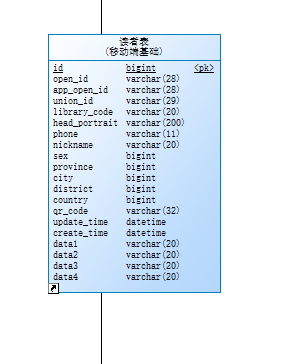 读者表
(移动端基础)
id bigint <pk>
open_id varchar(28)
app_open_id varchar(28)
union_id varchar(29)
library_code varchar(20)
head_portrait varchar(200)
phone varchar(11)
nickname varchar(20)
sex bigint
province bigint
city bigint
district bigint
country bigint
qr_code varchar(32)
update_time datetime
create_time datetime
data1 varchar(20)
data2 varchar(20)
data3 varchar(20)
data4 varchar(20)